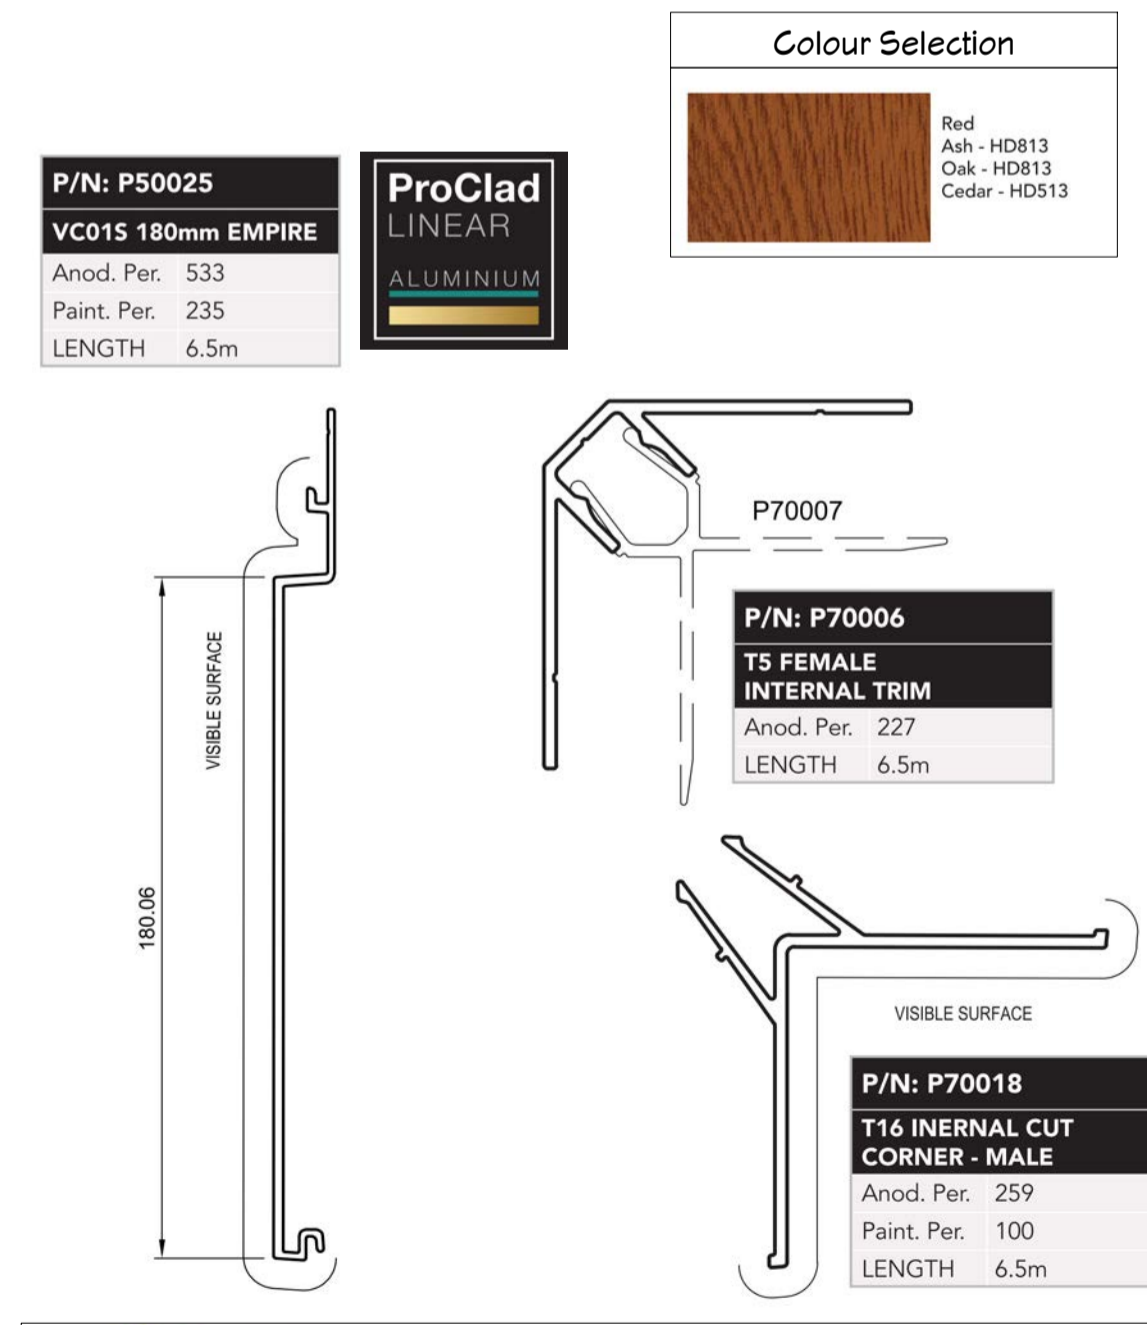 Colour Selection
Red
Ash - HD813
Oak - HD813
Cedar - HD513
P/N: P50025
VC01S 180mm EMPIRE
Anod. Per. 533
Paint. Per. 235
LENGTH 6.5m
ProClad
LINEAR
ALUMINIUM
P70007
P/N: P70006
T5 FEMALE
INTERNAL TRIM
Anod. Per. 227
LENGTH 6.5m
VISIBLE SURFACE
180.06
VISIBLE SURFACE
P/N: P70018
T16 INERNAL CUT
CORNER - MALE
Anod. Per. 259
Paint. Per. 100
LENGTH 6.5m